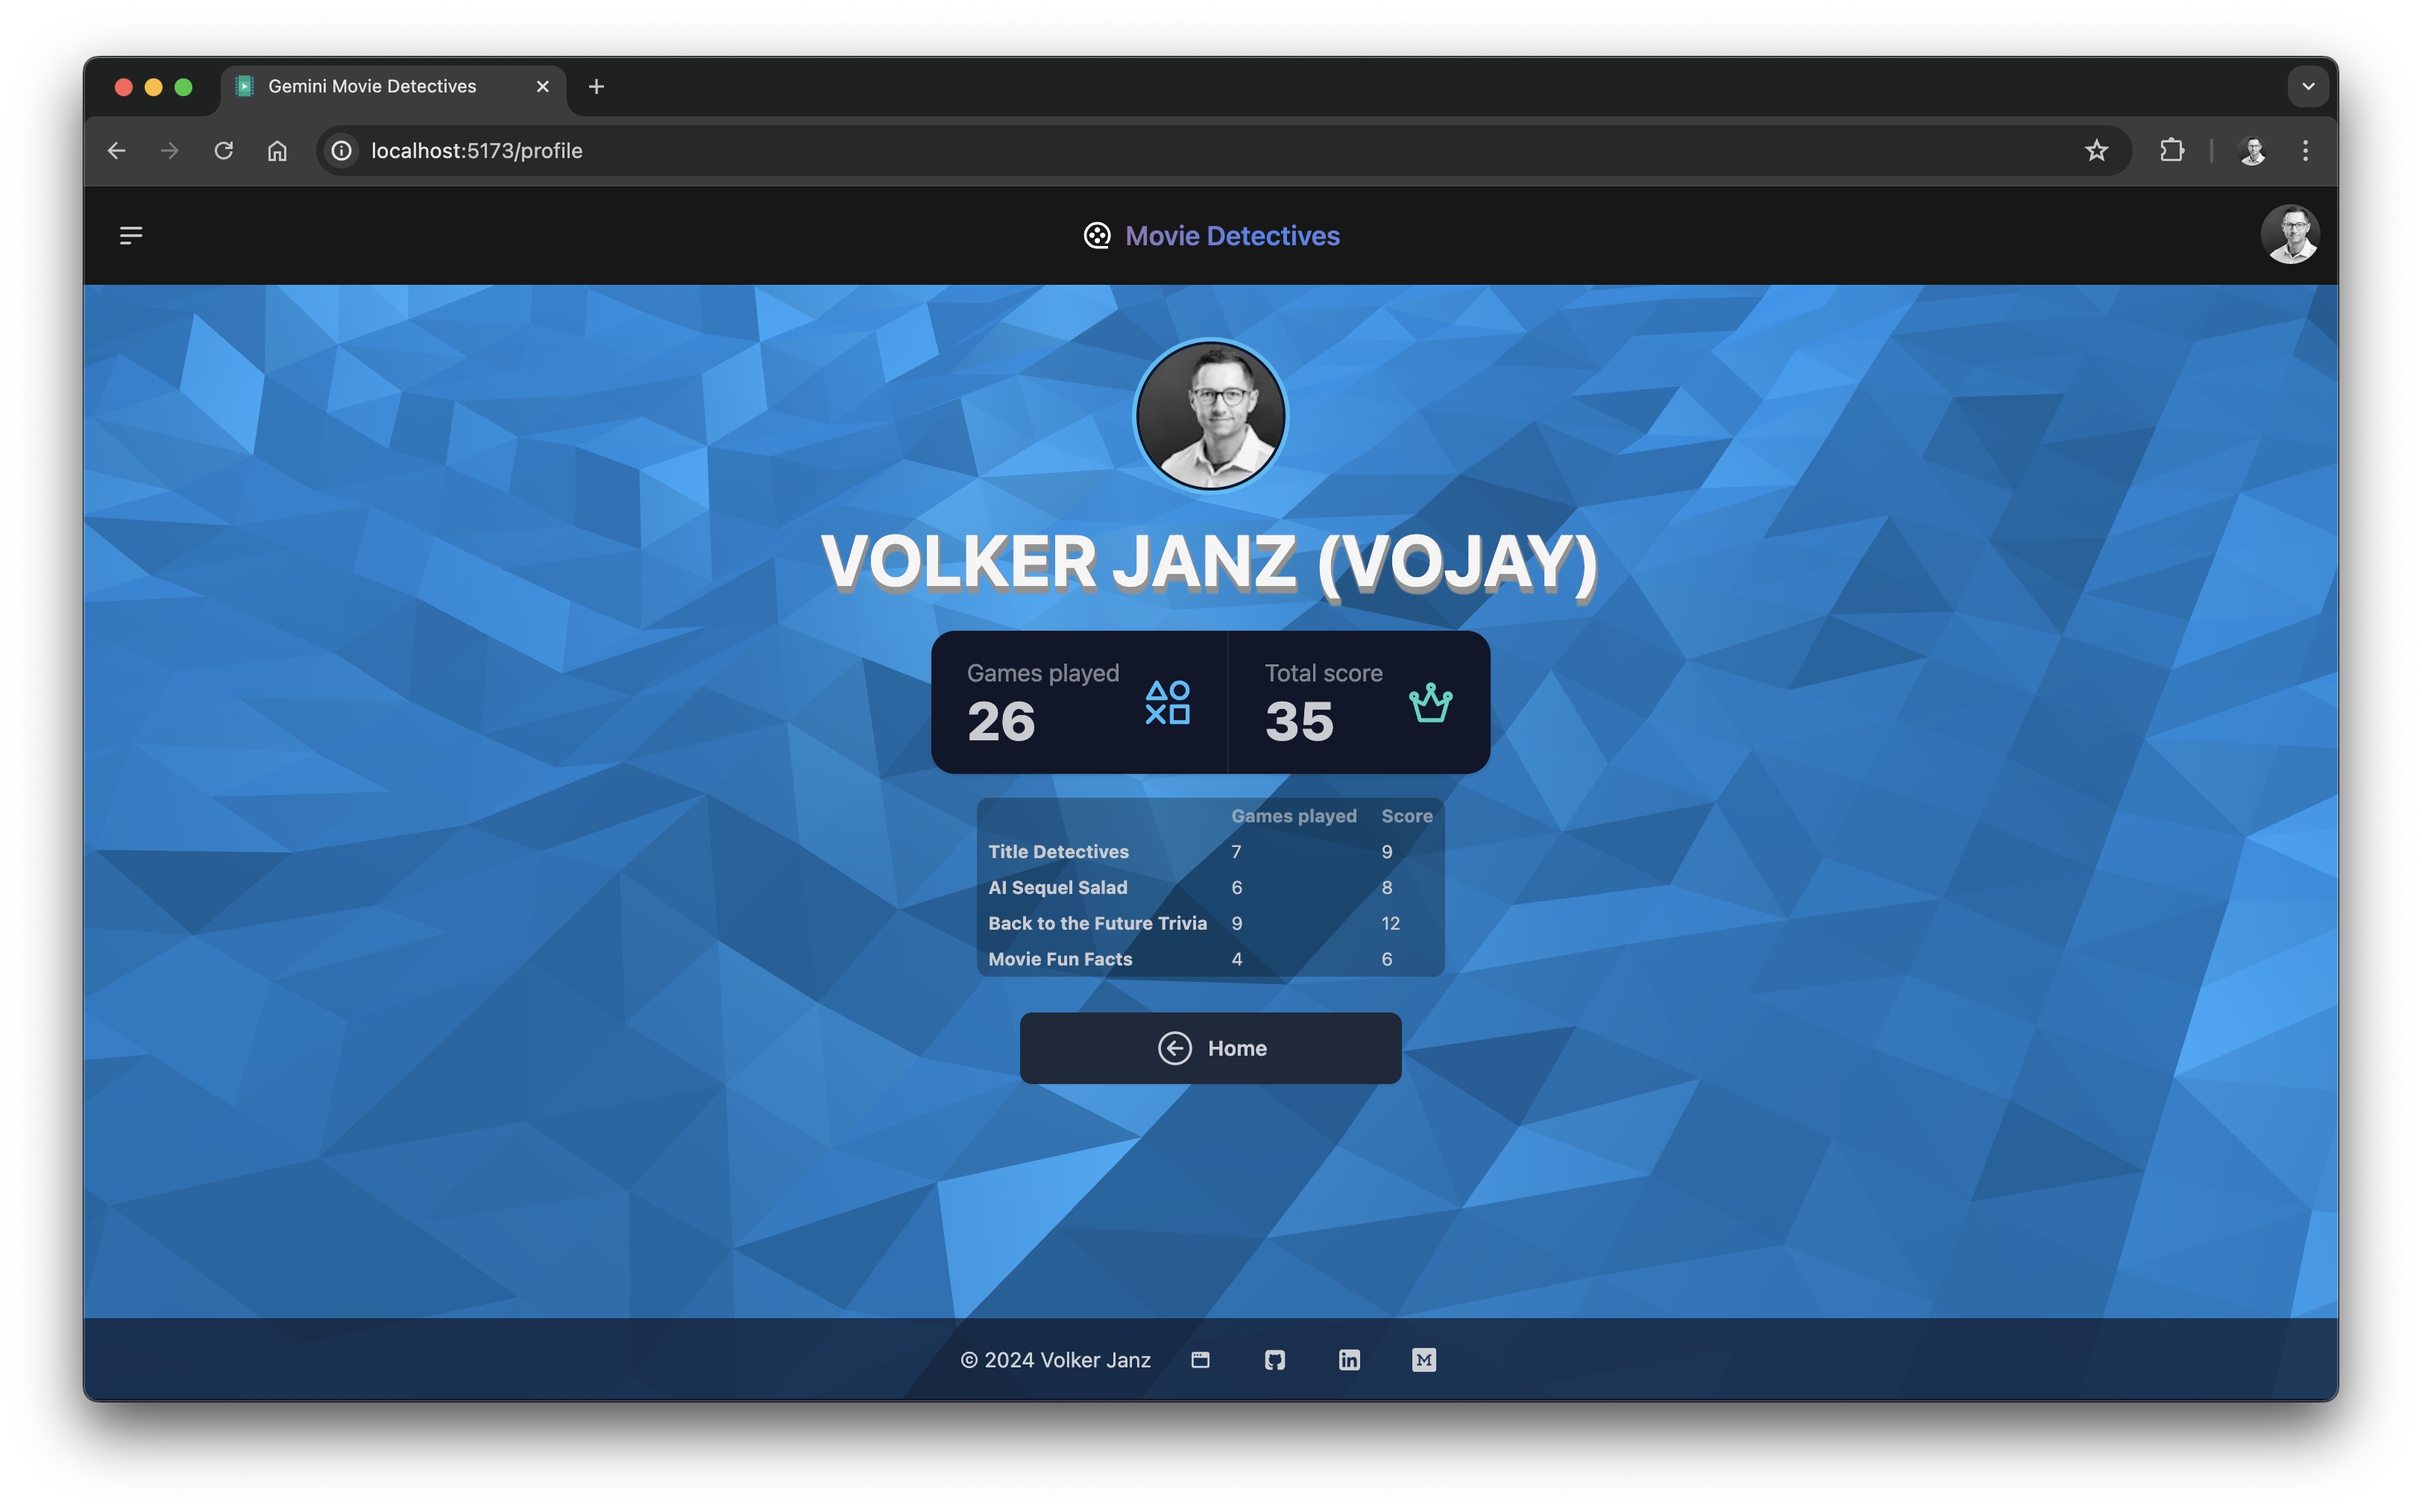 Gemini Movie Detectives
localhost:5173/profile
Movie Detectives
VOLKER JANZ (VOJAY)
Games played
26
Total score
35
Games played Score
Title Detectives 7 9
AI Sequel Salad 6 8
Back to the Future Trivia 9 12
Movie Fun Facts 4 6
Home
© 2024 Volker Janz